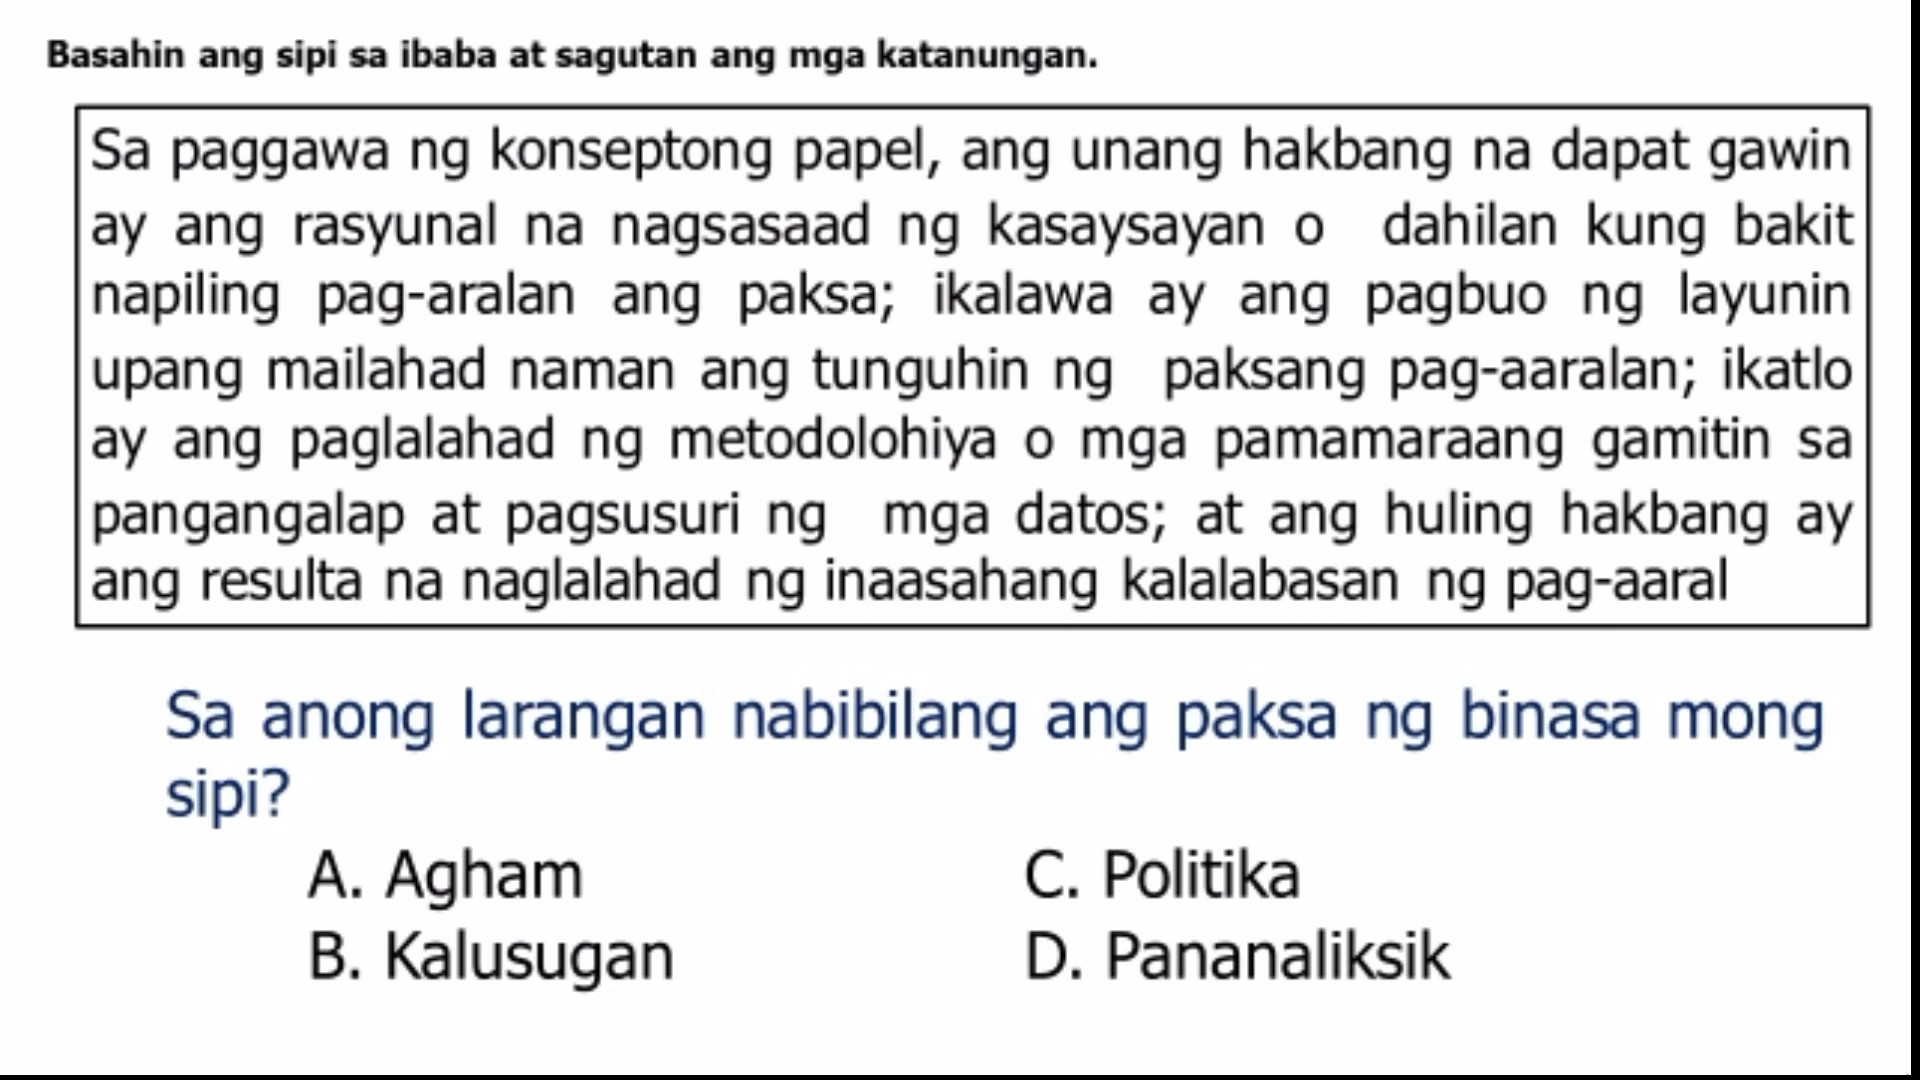 Basahin ang sipi sa ibaba at sagutan ang mga katanungan.
Sa paggawa ng konseptong papel, ang unang hakbang na dapat gawin
ay ang rasyunal na nagsasaad ng kasaysayan o dahilan kung bakit
napiling pag-aralan ang paksa; ikalawa ay ang pagbuo ng layunin
upang mailahad naman ang tunguhin ng paksang pag-aaralan; ikatlo
ay ang paglalahad ng metodolohiya o mga pamamaraang gamitin sa
pangangalap at pagsusuri ng mga datos; at ang huling hakbang ay
ang resulta na naglalahad ng inaasahang kalalabasan ng pag-aaral
Sa anong larangan nabibilang ang paksa ng binasa mong
sipi?
A. Agham
B. Kalusugan
C. Politika
D. Pananaliksik